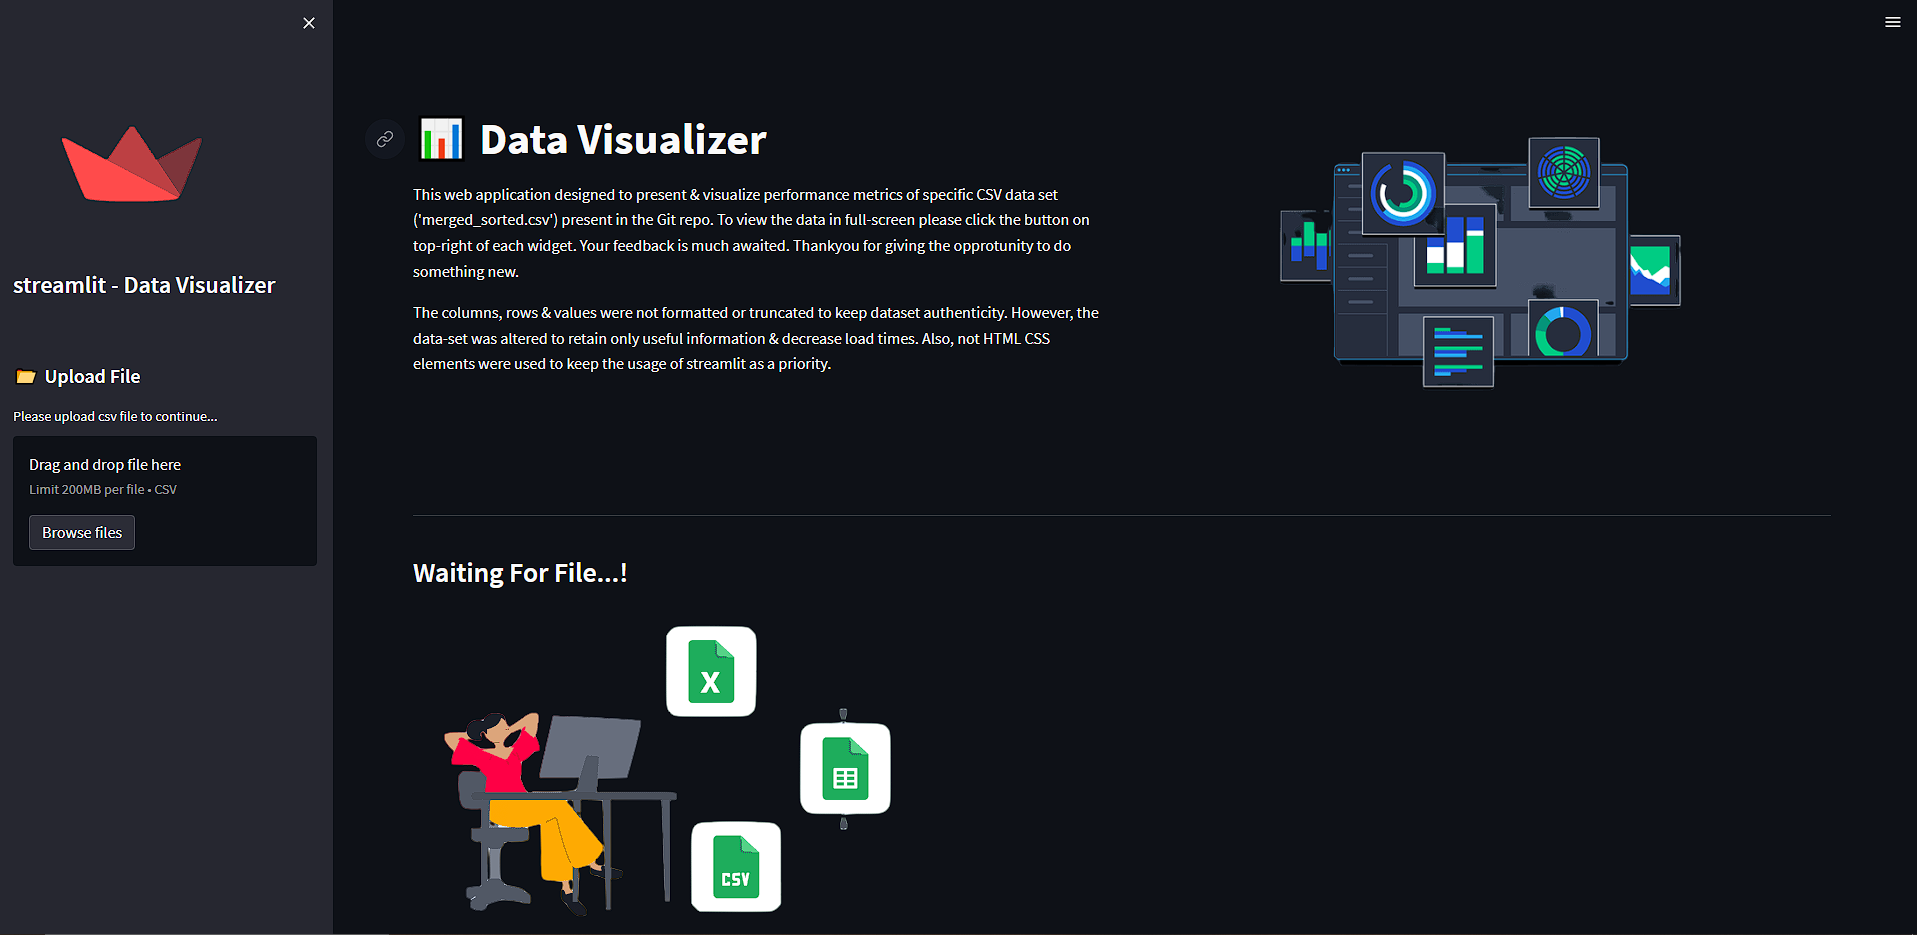 streamlit - Data Visualizer
Upload File
Please upload csv file to continue...
Drag and drop file here
Limit 200MB per file • CSV
Browse files
Data Visualizer
This web application designed to present & visualize performance metrics of specific CSV data set
('merged_sorted.csv') present in the Git repo. To view the data in full-screen please click the button on
top-right of each widget. Your feedback is much awaited. Thankyou for giving the opprotunity to do
something new.
The columns, rows & values were not formatted or truncated to keep dataset authenticity. However, the
data-set was altered to retain only useful information & decrease load times. Also, not HTML CSS
elements were used to keep the usage of streamlit as a priority.
Waiting For File...!
X
CSV